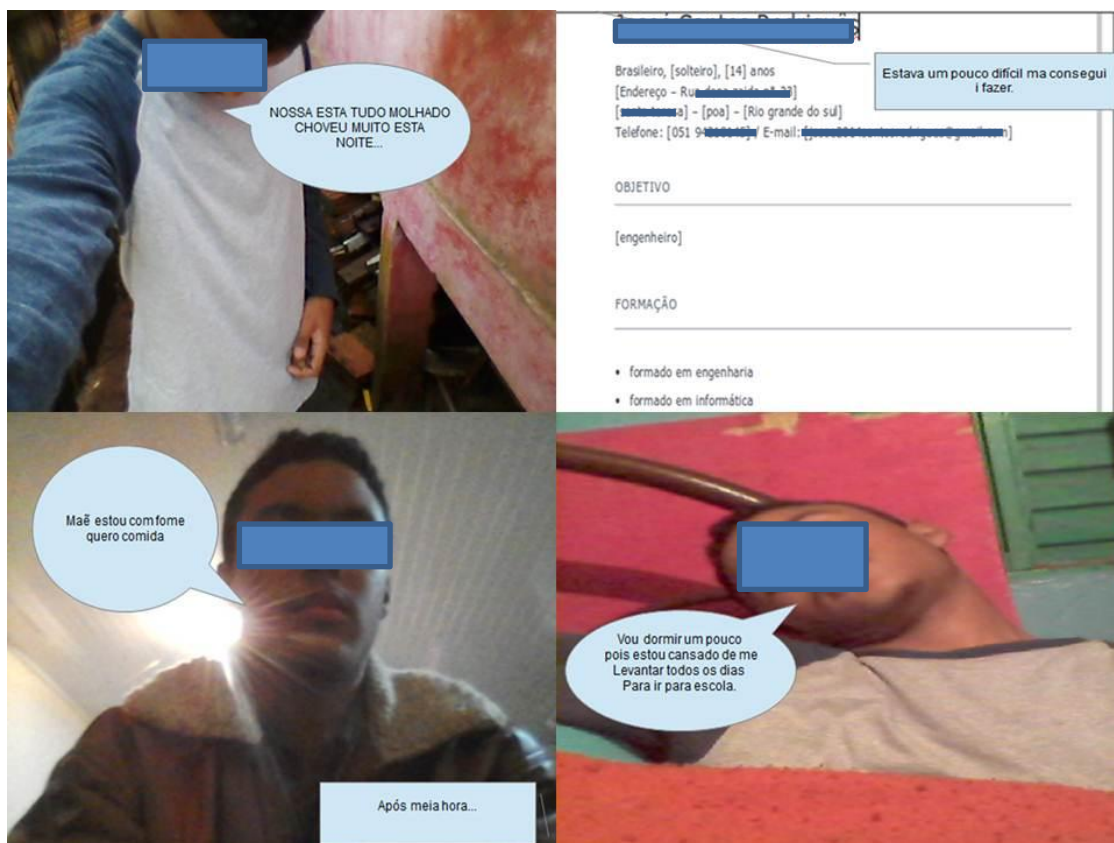 NOSSA ESTA TUDO MOLHADO
CHOVEU MUITO ESTA
NOITE...
Estava um pouco difícil ma consegui
i fazer.
Brasileiro, [solteiro], [14] anos
[Endereço –
– [poa] – [Rio grande do sul]
Telefone: [051 / E-mail:
OBJETIVO
[engenheiro]
FORMAÇÃO
• formado em engenharia
• formado em informática
Maẽ estou com fome
quero comida
Após meia hora...
Vou dormir um pouco
pois estou cansado de me
Levantar todos os dias
Para ir para escola.